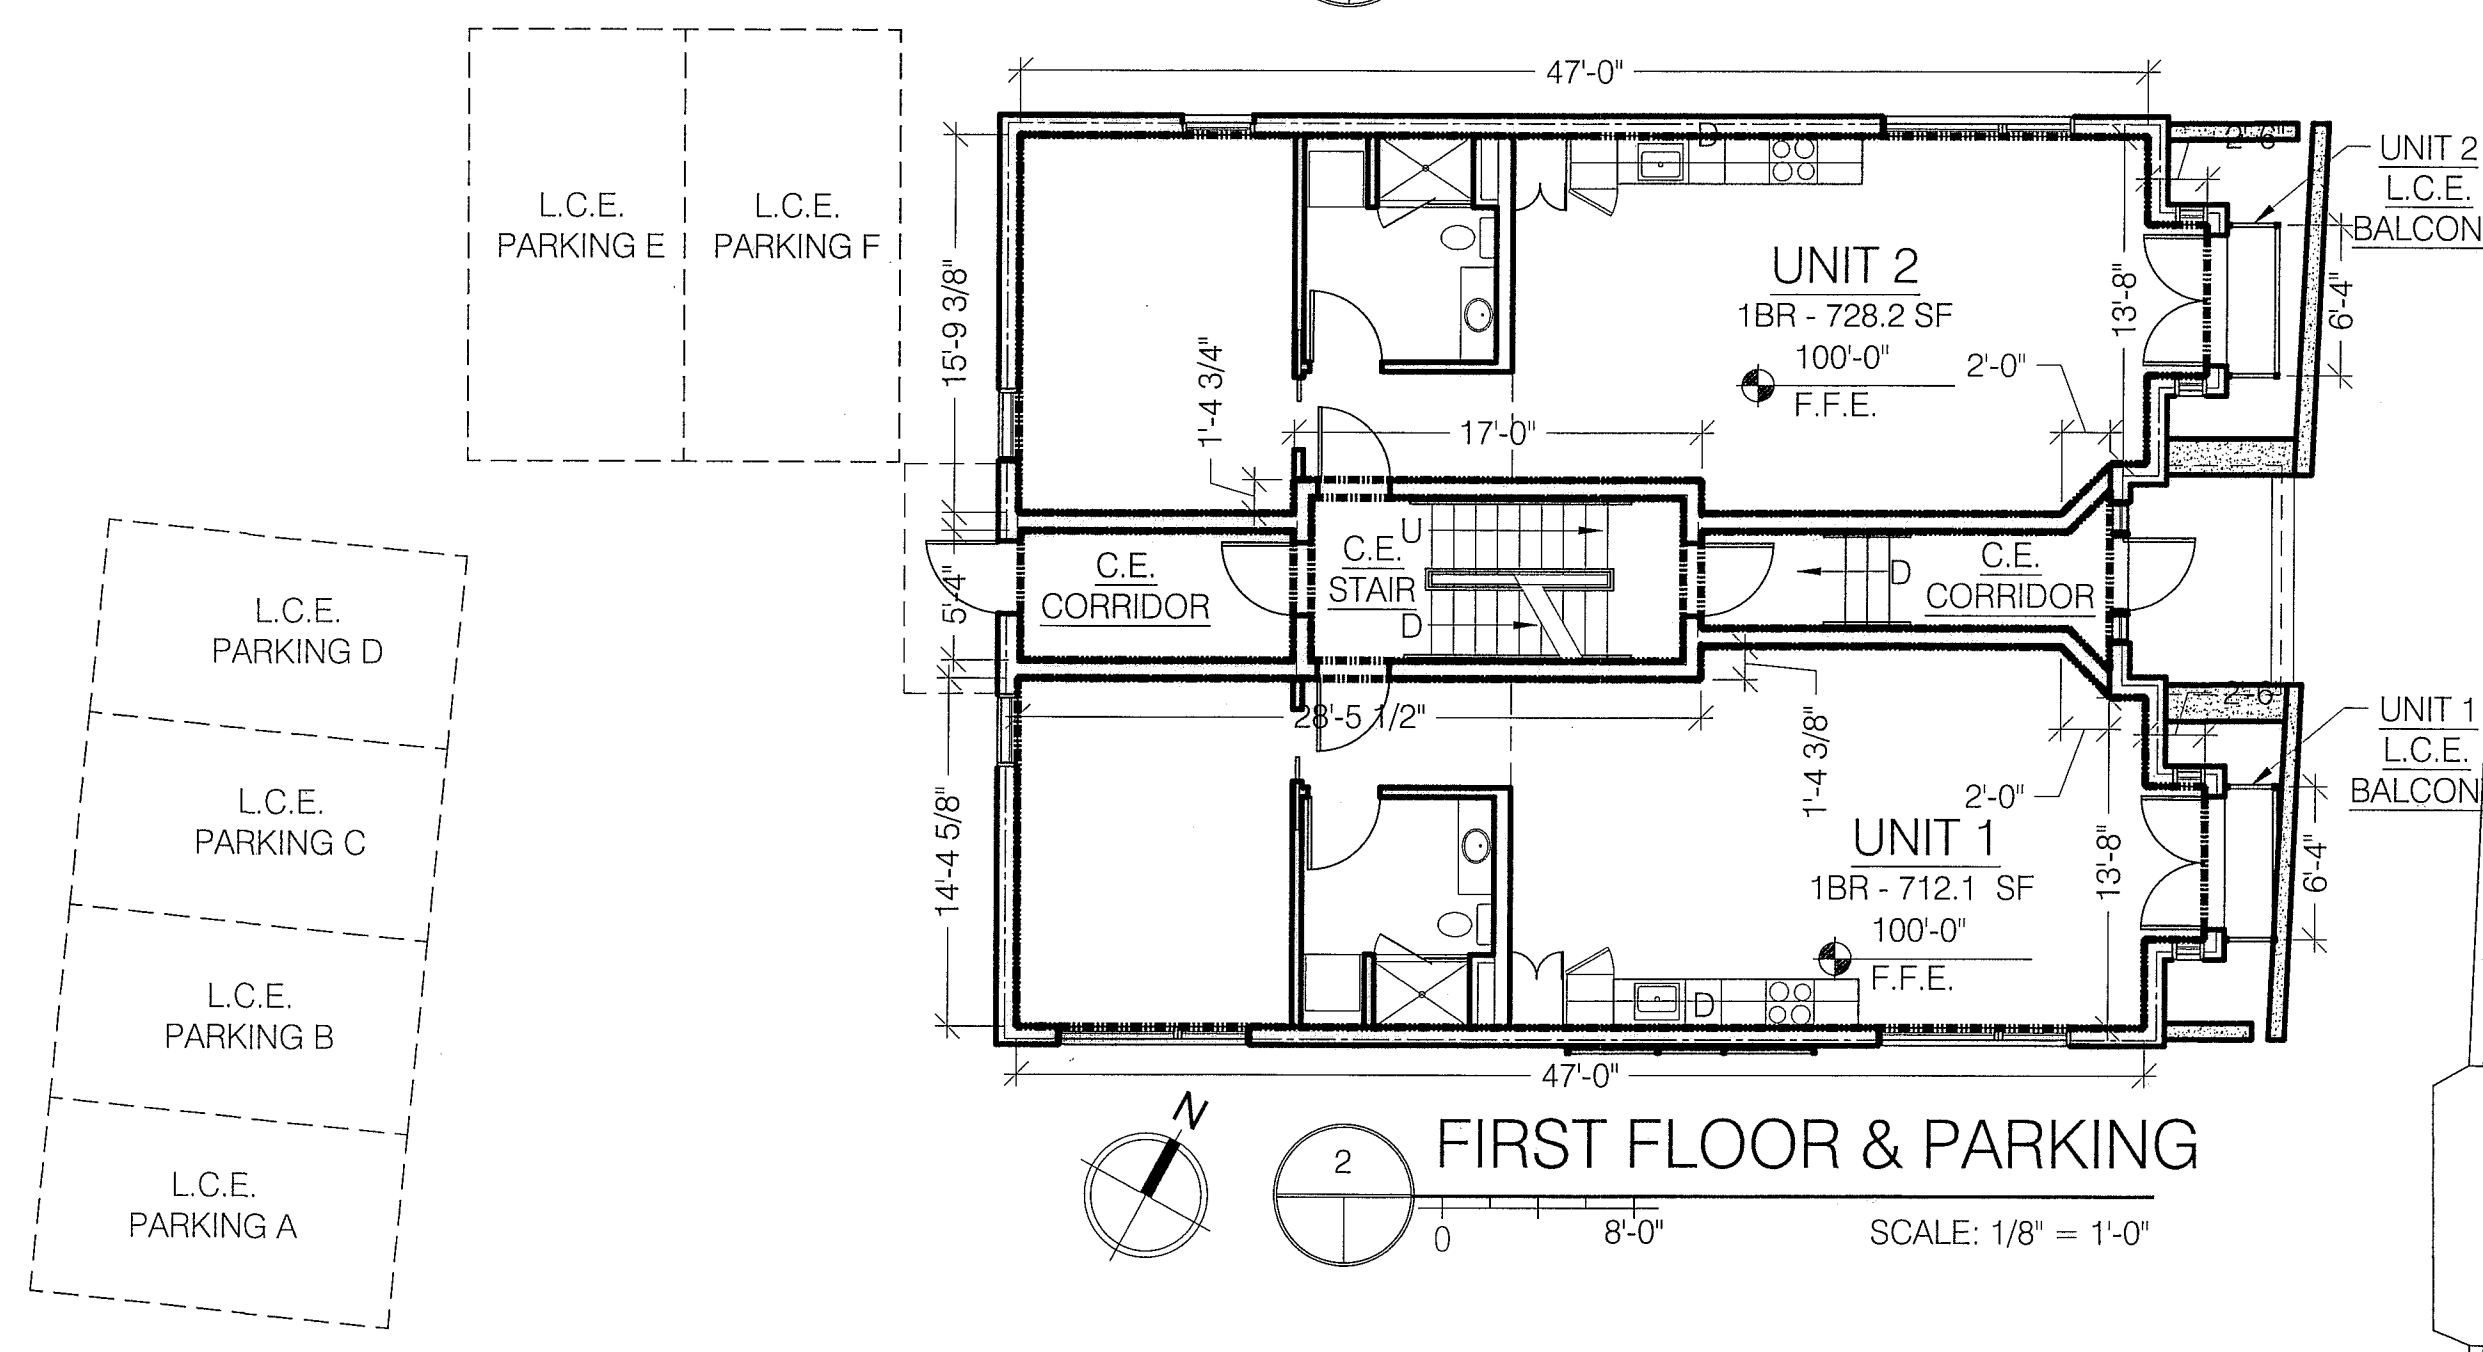 47'-0"
L.C.E.
PARKING E
L.C.E.
PARKING F
15'-9 3/8"
D
2'-6"
UNIT 2
L.C.E.
BALCON
UNIT 2
1BR - 728.2 SF
100'-0"
F.F.E.
13'-8"
6'-4"
2'-0"
1'-4 3/4"
17'-0"
L.C.E.
PARKING D
5'-4"
C.E.
CORRIDOR
C.E.
STAIR
U
D
D
C.E.
CORRIDOR
28'-5 1/2"
1'-4 3/8"
2'-6"
UNIT 1
L.C.E.
BALCON
L.C.E.
PARKING C
14'-4 5/8"
2'-0"
UNIT 1
1BR - 712.1 SF
100'-0"
F.F.E.
13'-8"
6'-4"
D
L.C.E.
PARKING B
47'-0"
L.C.E.
PARKING A
N
2
FIRST FLOOR & PARKING
0
8'-0"
SCALE: 1/8" = 1'-0"